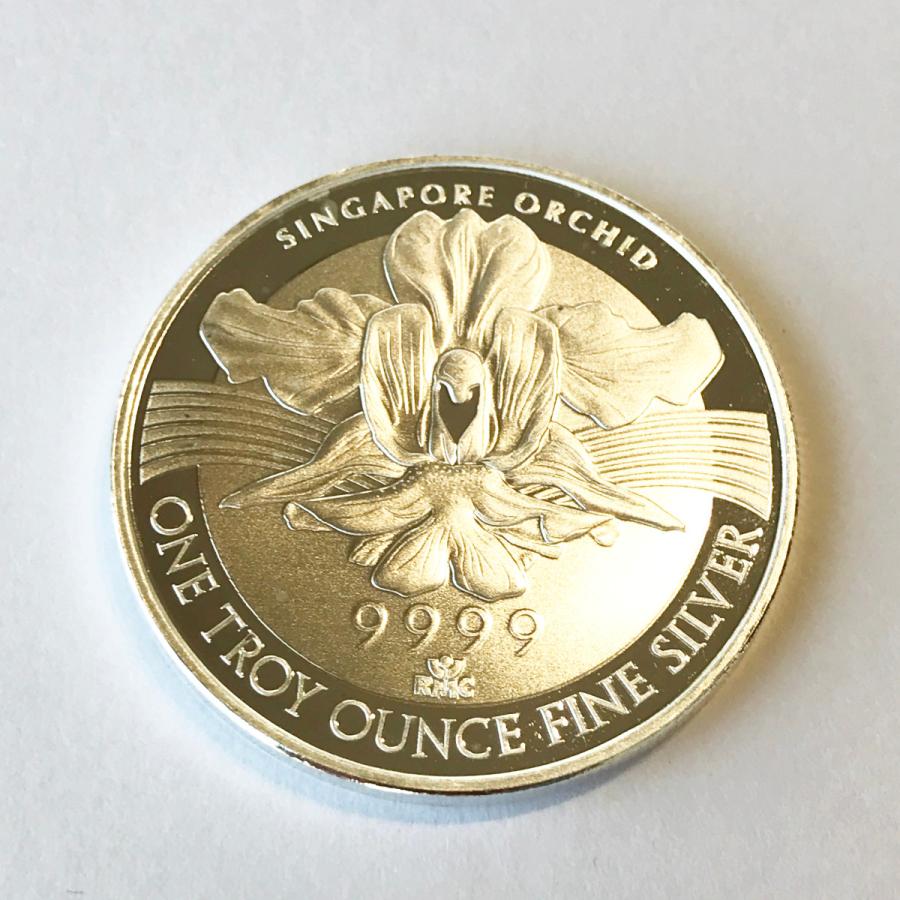 SINGAPORE ORCHID
9999
RMC
ONE TROY OUNCE FINE SILVER